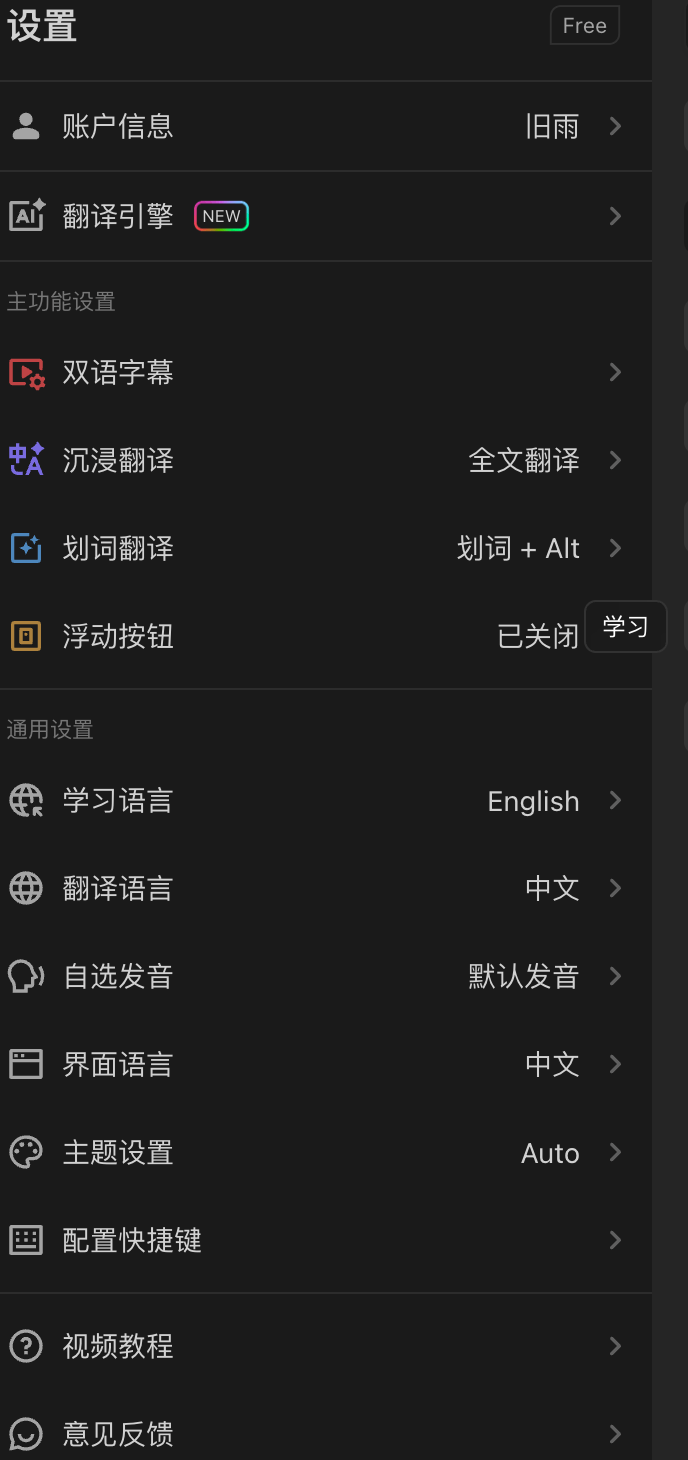 设置 Free
账户信息 旧雨
AI 翻译引擎 NEW
主功能设置
双语字幕
中A 沉浸翻译 全文翻译
划词翻译 划词 + Alt
浮动按钮 已关闭 学习
通用设置
学习语言 English
翻译语言 中文
自选发音 默认发音
界面语言 中文
主题设置 Auto
配置快捷键
视频教程
意见反馈